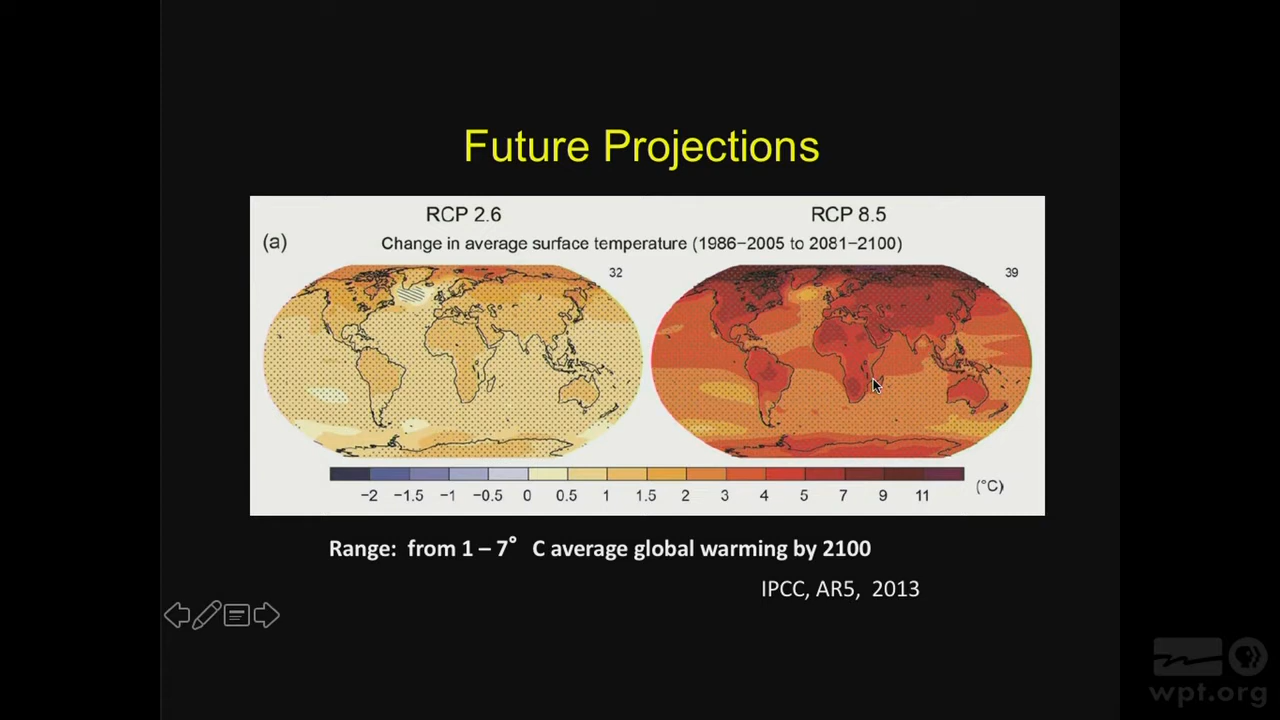 Future Projections
RCP 2.6
RCP 8.5
(a)
Change in average surface temperature (1986−2005 to 2081−2100)
32
39
−2 −1.5 −1 −0.5 0 0.5 1 1.5 2 3 4 5 7 9 11
(°C)
Range: from 1 – 7° C average global warming by 2100
IPCC, AR5, 2013
wpt.org